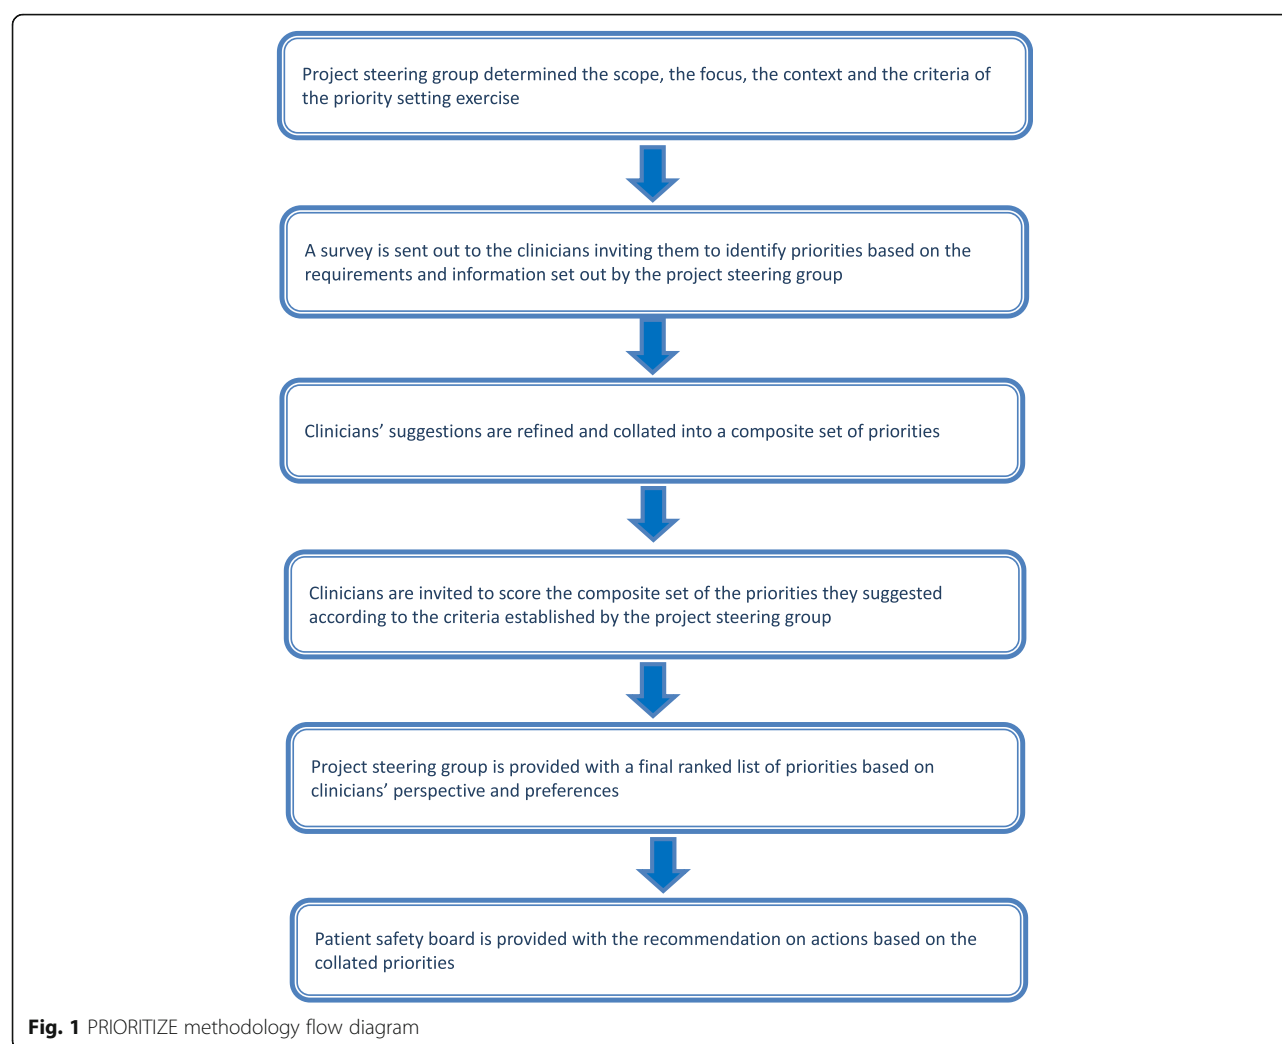 Project steering group determined the scope, the focus, the context and the criteria of
the priority setting exercise
A survey is sent out to the clinicians inviting them to identify priorities based on the
requirements and information set out by the project steering group
Clinicians’ suggestions are refined and collated into a composite set of priorities
Clinicians are invited to score the composite set of the priorities they suggested
according to the criteria established by the project steering group
Project steering group is provided with a final ranked list of priorities based on
clinicians’ perspective and preferences
Patient safety board is provided with the recommendation on actions based on the
collated priorities
Fig. 1 PRIORITIZE methodology flow diagram